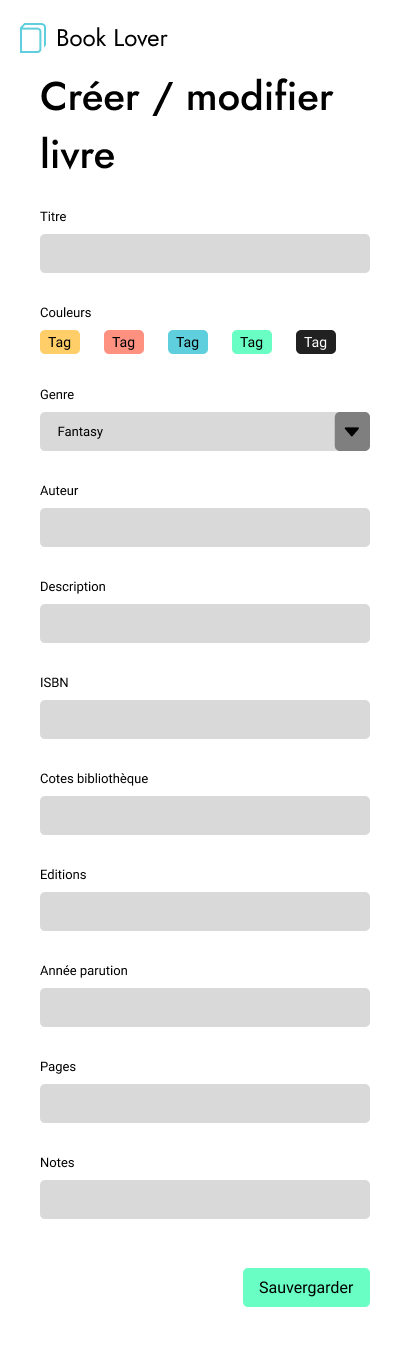 Book Lover
Créer / modifier
livre
Titre
Couleurs
Tag Tag Tag Tag Tag
Genre
Fantasy
Auteur
Description
ISBN
Cotes bibliothèque
Editions
Année parution
Pages
Notes
Sauvergarder